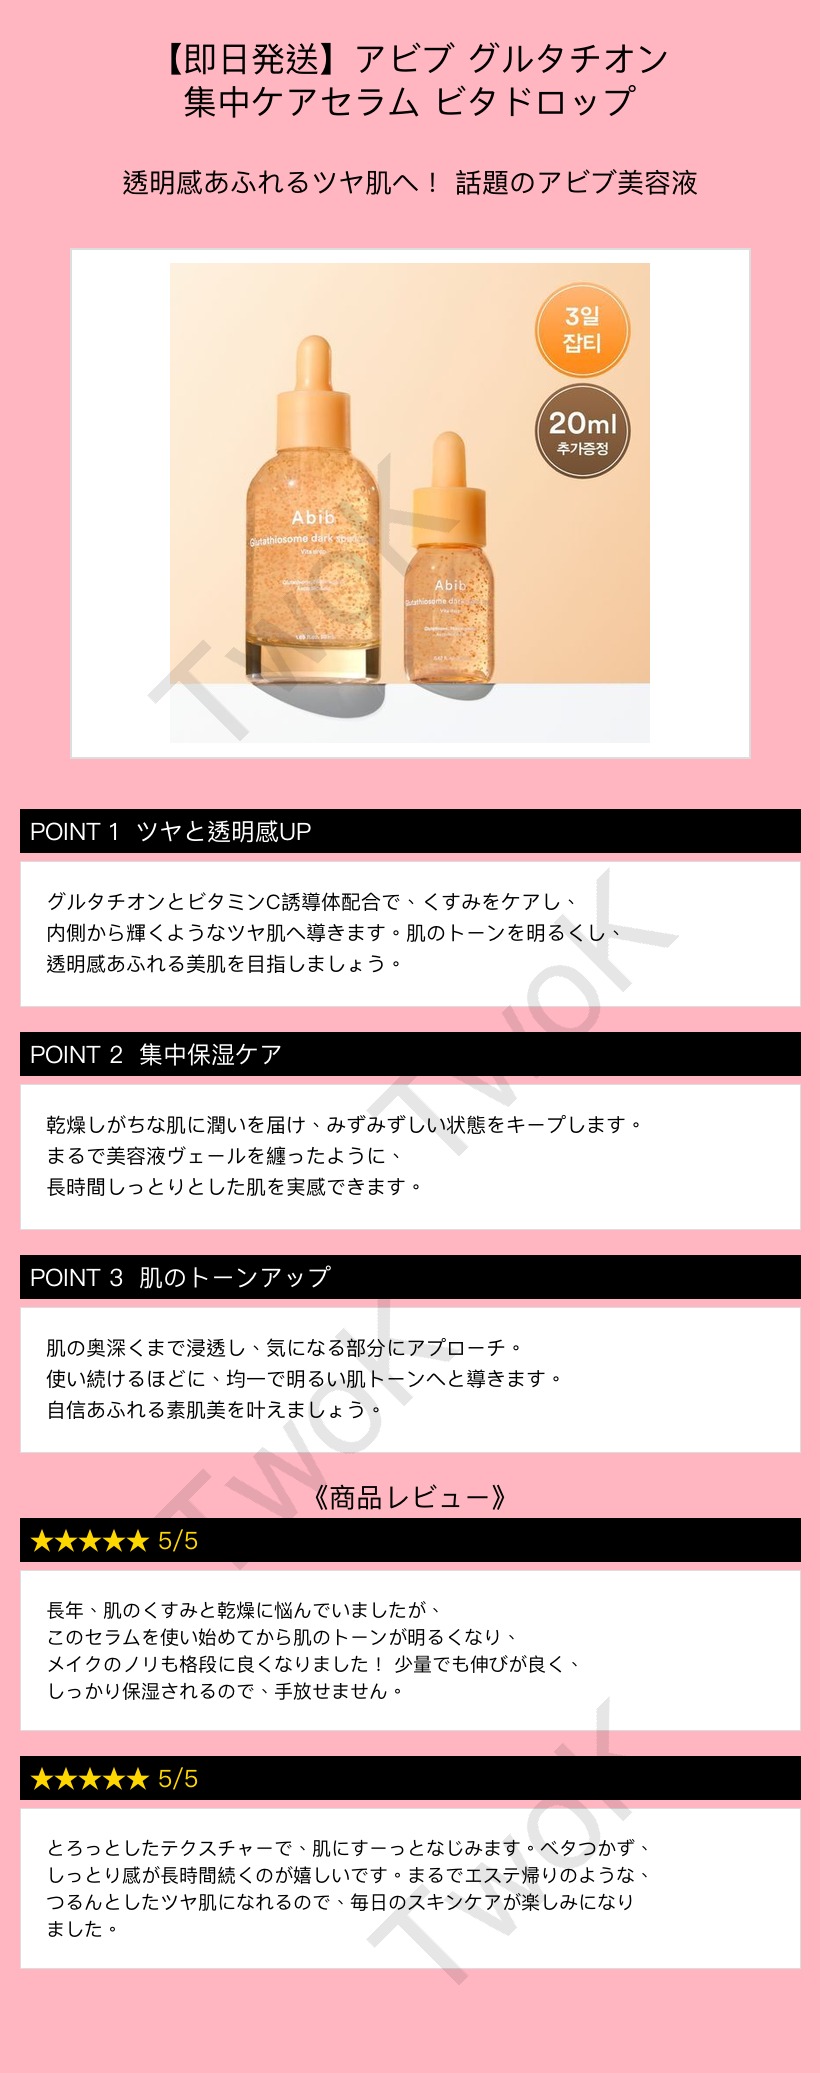 【即日発送】アビブ グルタチオン
集中ケアセラム ビタドロップ
透明感あふれるツヤ肌へ！ 話題のアビブ美容液
3일
잡티
20ml
추가증정
Abib
Glutathiosome dark
Vita drop
Abib
Glutathiosome dark
Vita drop
TwoK
POINT 1 ツヤと透明感UP
グルタチオンとビタミンC誘導体配合で、くすみをケアし、
内側から輝くようなツヤ肌へ導きます。肌のトーンを明るくし、
透明感あふれる美肌を目指しましょう。
TwoK
POINT 2 集中保湿ケア
乾燥しがちな肌に潤いを届け、みずみずしい状態をキープします。
まるで美容液ヴェールを纏ったように、
長時間しっとりとした肌を実感できます。
POINT 3 肌のトーンアップ
肌の奥深くまで浸透し、気になる部分にアプローチ。
使い続けるほどに、均一で明るい肌トーンへと導きます。
自信あふれる素肌美を叶えましょう。
TwoK
《商品レビュー》
★★★★★ 5/5
長年、肌のくすみと乾燥に悩んでいましたが、
このセラムを使い始めてから肌のトーンが明るくなり、
メイクのノリも格段に良くなりました！ 少量でも伸びが良く、
しっかり保湿されるので、手放せません。
★★★★★ 5/5
とろっとしたテクスチャーで、肌にすーっとなじみます。ベタつかず、
しっとり感が長時間続くのが嬉しいです。まるでエステ帰りのような、
つるんとしたツヤ肌になれるので、毎日のスキンケアが楽しみになり
ました。
TwoK